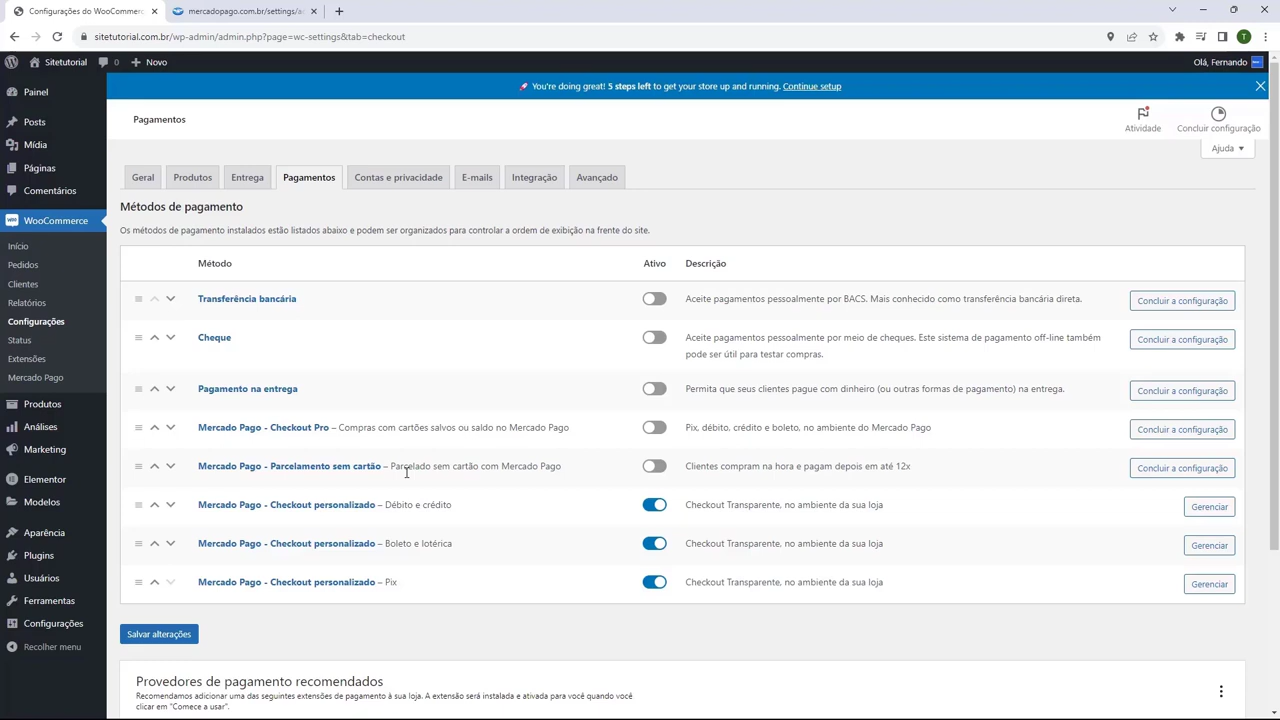 Configurações do WooCommerc
mercadopago.com.br/settings/ac
sitetutorial.com.br/wp-admin/admin.php?page=wc-settings&tab=checkout
T
Sitetutorial
0
Novo
Olá, Fernando
You're doing great! 5 steps left to get your store up and running. Continue setup
Painel
Posts
Mídia
Páginas
Comentários
WooCommerce
Início
Pedidos
Clientes
Relatórios
Configurações
Status
Extensões
Mercado Pago
Produtos
Análises
Marketing
Elementor
Modelos
Aparência
Plugins
Usuários
Ferramentas
Configurações
Recolher menu
Pagamentos
Atividade
Concluir configuração
Ajuda
Geral
Produtos
Entrega
Pagamentos
Contas e privacidade
E-mails
Integração
Avançado
Métodos de pagamento
Os métodos de pagamento instalados estão listados abaixo e podem ser organizados para controlar a ordem de exibição na frente do site.
Método Ativo Descrição
Transferência bancária Aceite pagamentos pessoalmente por BACS. Mais conhecido como transferência bancária direta. Concluir a configuração
Cheque Aceite pagamentos pessoalmente por meio de cheques. Este sistema de pagamento off-line também Concluir a configuração
pode ser útil para testar compras.
Pagamento na entrega Permita que seus clientes pague com dinheiro (ou outras formas de pagamento) na entrega. Concluir a configuração
Mercado Pago - Checkout Pro – Compras com cartões salvos ou saldo no Mercado Pago Pix, débito, crédito e boleto, no ambiente do Mercado Pago Concluir a configuração
Mercado Pago - Parcelamento sem cartão – Parcelado sem cartão com Mercado Pago Clientes compram na hora e pagam depois em até 12x Concluir a configuração
Mercado Pago - Checkout personalizado – Débito e crédito Checkout Transparente, no ambiente da sua loja Gerenciar
Mercado Pago - Checkout personalizado – Boleto e lotérica Checkout Transparente, no ambiente da sua loja Gerenciar
Mercado Pago - Checkout personalizado – Pix Checkout Transparente, no ambiente da sua loja Gerenciar
Salvar alterações
Provedores de pagamento recomendados
Recomendamos adicionar uma das seguintes extensões de pagamento à sua loja. A extensão será instalada e ativada para você quando você
clicar em "Comece a usar".